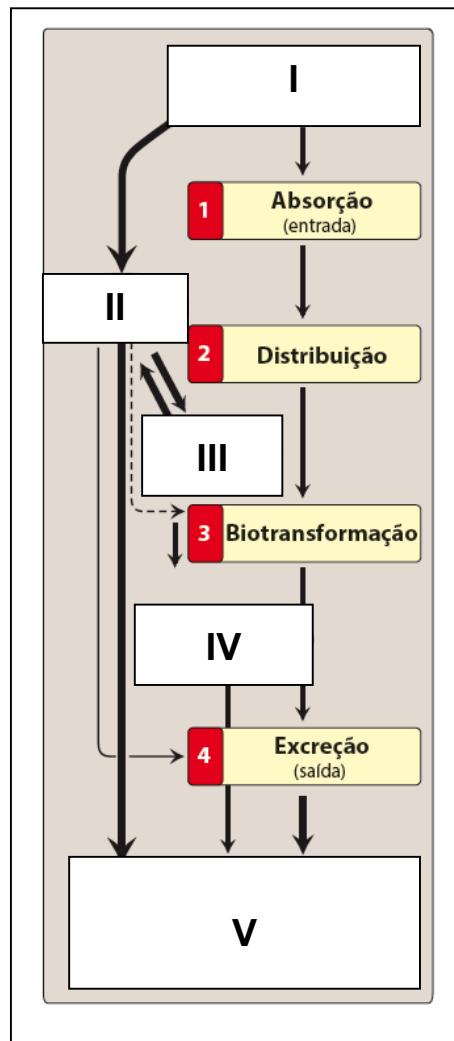 I
1
Absorção
(entrada)
II
2
Distribuição
III
3
Biotransformação
IV
4
Excreção
(saída)
V